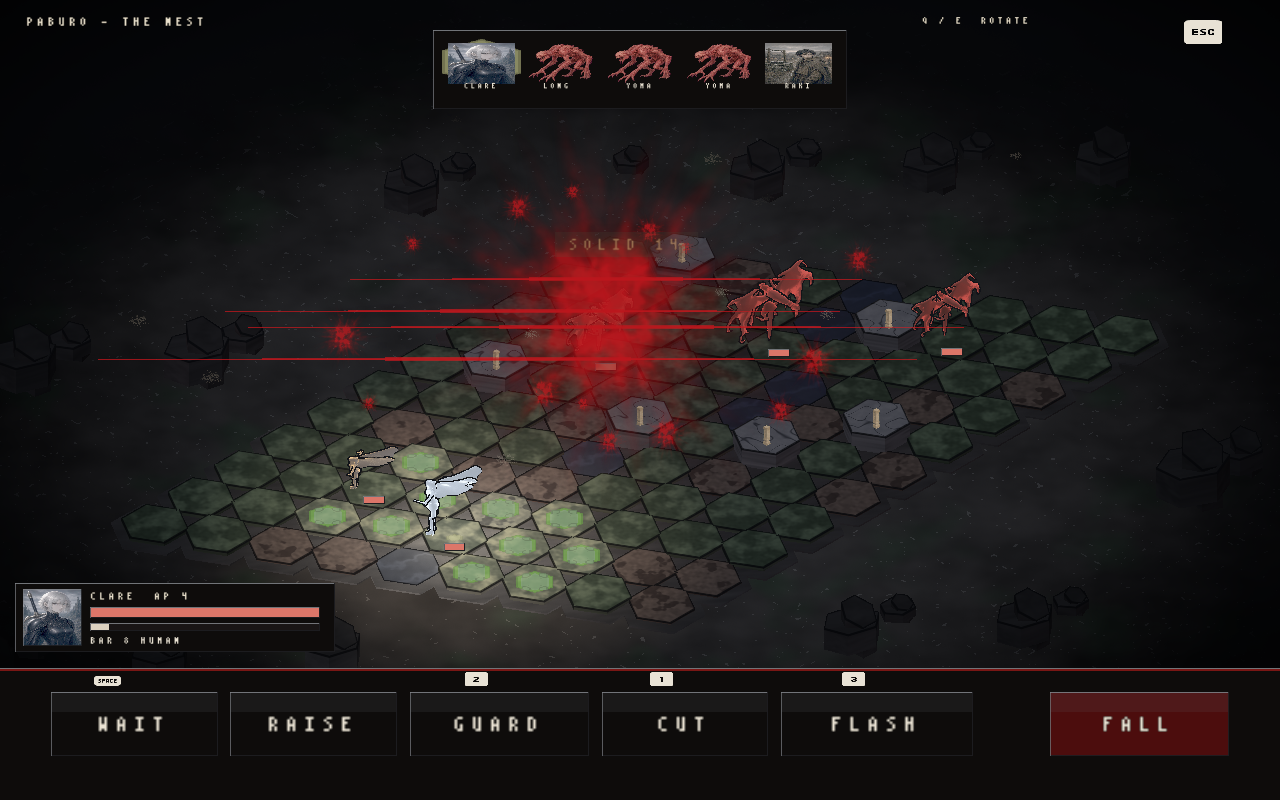 PABURO - THE NEST
Q / E ROTATE
ESC
CLARE
LONG
YOMA
YOMA
RAKI
SOLID 14
CLARE AP 4
BAR 8 HUMAN
SPACE
2
1
3
WAIT
RAISE
GUARD
CUT
FLASH
FALL